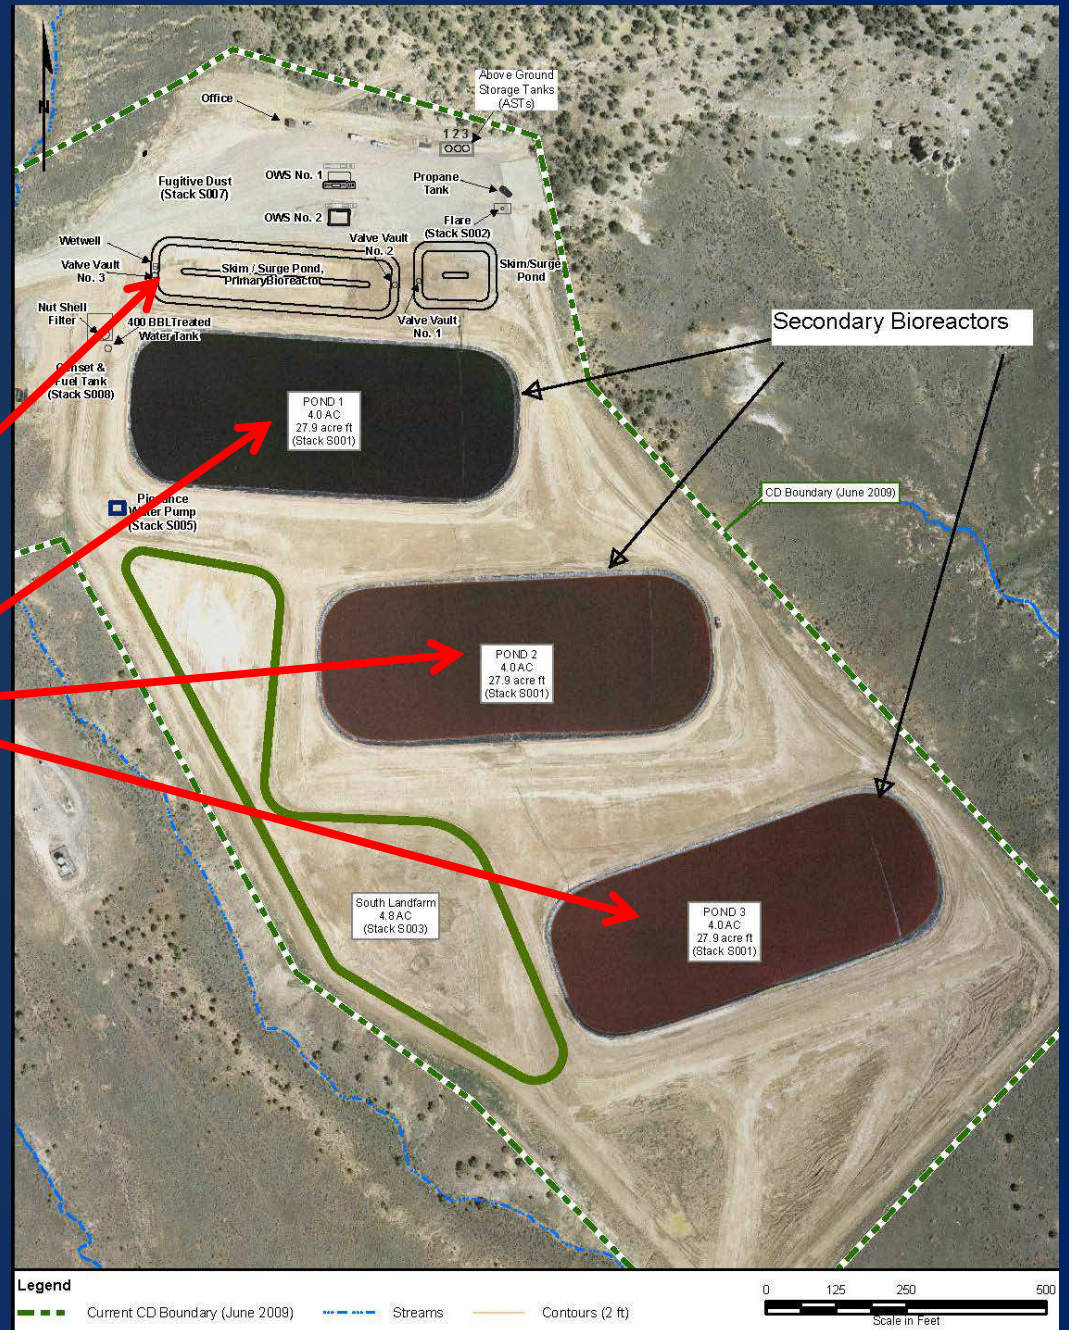 Above Ground
Storage Tanks
(ASTs)
Office
N
1 2 3
OWS No. 1
Propane
Tank
Fugitive Dust
(Stack S007)
OWS No. 2
Flare
(Stack S002)
Wetwell
Valve Vault
No. 2
Valve Vault
No. 3
Skim / Surge Pond,
PrimaryBioreactor
Skim/Surge
Pond
Nut Shell
Filter
400 BBLTreated
Water Tank
Valve Vault
No. 1
Secondary Bioreactors
Genset &
Fuel Tank
(Stack S008)
POND 1
4.0 AC
27.9 acre ft
(Stack S001)
CD Boundary (June 2009)
Piceance
Water Pump
(Stack S005)
POND 2
4.0 AC
27.9 acre ft
(Stack S001)
South Landfarm
4.8 AC
(Stack S003)
POND 3
4.0 AC
27.9 acre ft
(Stack S001)
Legend
Current CD Boundary (June 2009)
Streams
Contours (2 ft)
0 125 250 500
Scale in Feet